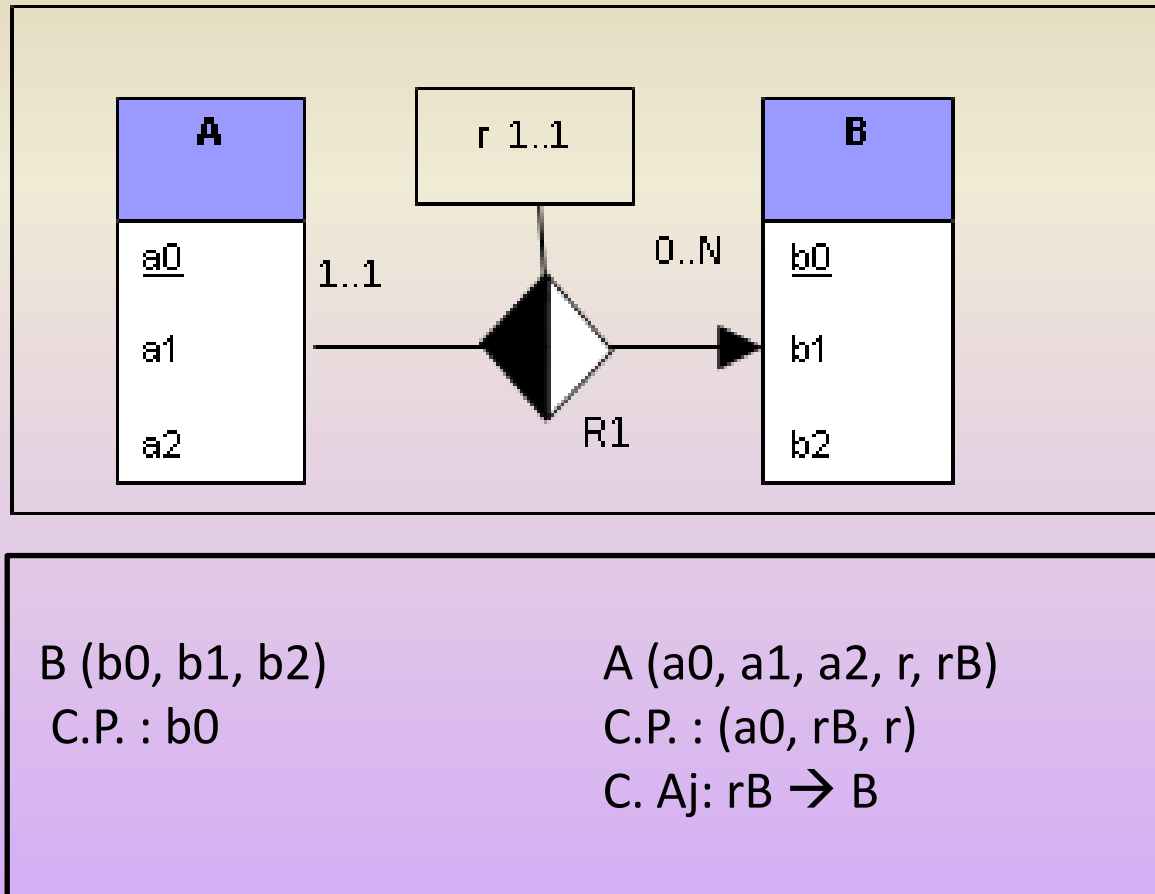 A
a0
a1
a2
1..1
r 1..1
R1
0..N
B
b0
b1
b2
B (b0, b1, b2)
C.P. : b0
A (a0, a1, a2, r, rB)
C.P. : (a0, rB, r)
C. Aj: rB → B